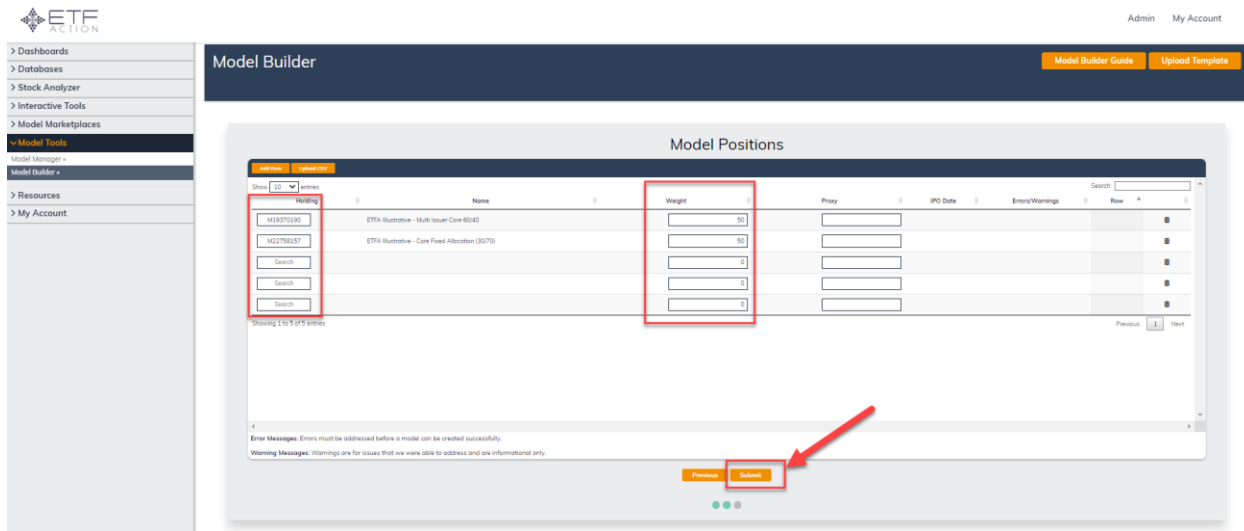 ETF
ACTION
Admin My Account
> Dashboards
> Databases
> Stock Analyzer
> Interactive Tools
> Model Marketplaces
Model Tools
Model Manager »
Model Builder »
> Resources
> My Account
Model Builder
Model Builder Guide Upload Template
Model Positions
Add New Upload CSV
Show 10 entries Search:
Holding Name Weight Proxy IPO Date Errors/Warnings Row
M19370190 ETFA Illustrative - Multi Issuer Core 60/40 50
M22758157 ETFA Illustrative - Core Fixed Allocation (30/70) 50
Search 0
Search 0
Search 0
Showing 1 to 5 of 5 entries Previous 1 Next
Error Messages: Errors must be addressed before a model can be created successfully.
Warning Messages: Warnings are for issues that we were able to address and are informational only.
Previous Submit